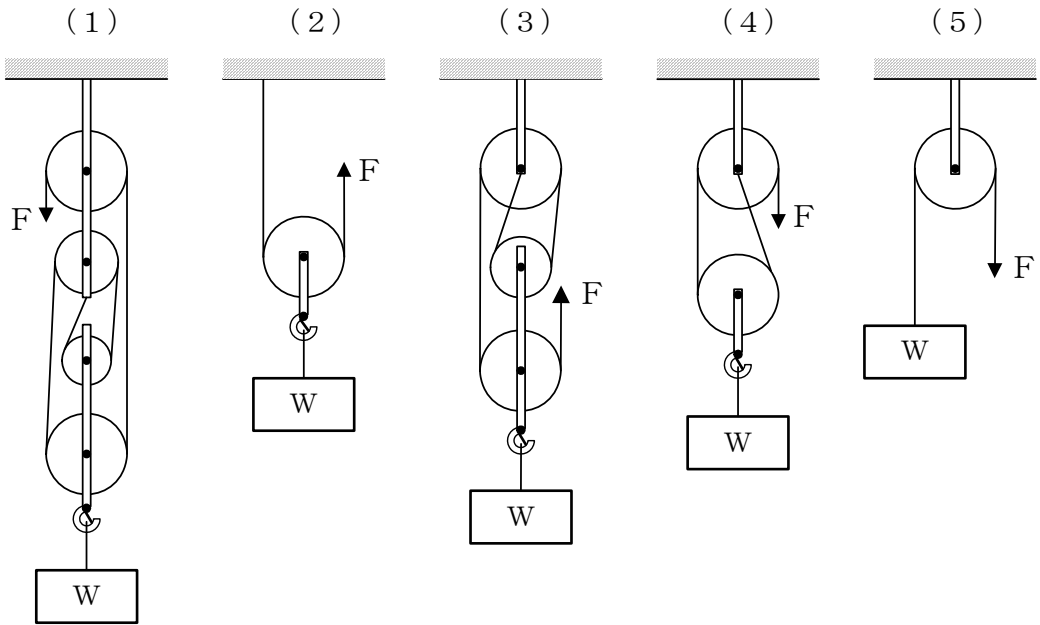 （１）　（２）　（３）　（４）　（５）
F　F　F　F　F
W　W　W　W　W